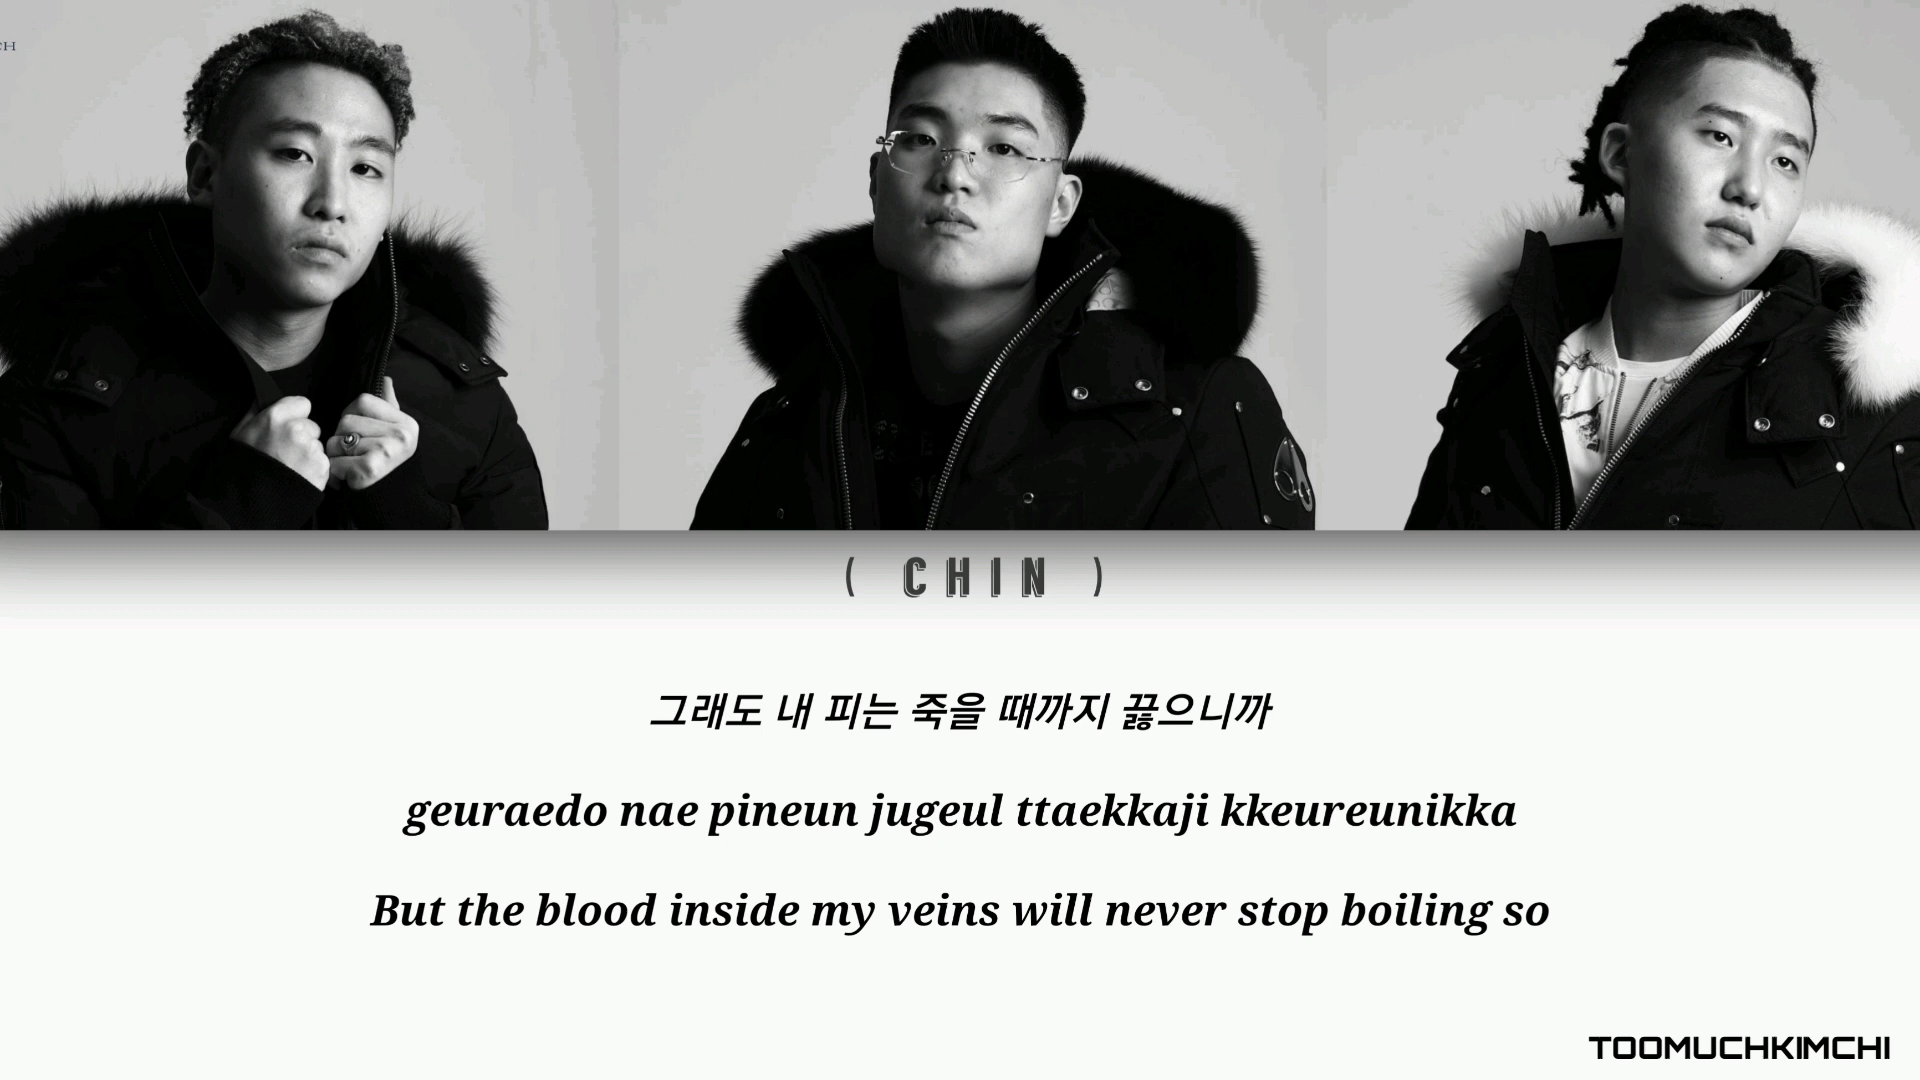 CH
( CHIN )
그래도 내 피는 죽을 때까지 끓으니까
geuraedo nae pineun jugeul ttaekkaji kkeureunikka
But the blood inside my veins will never stop boiling so
TOOMUCHKIMCHI